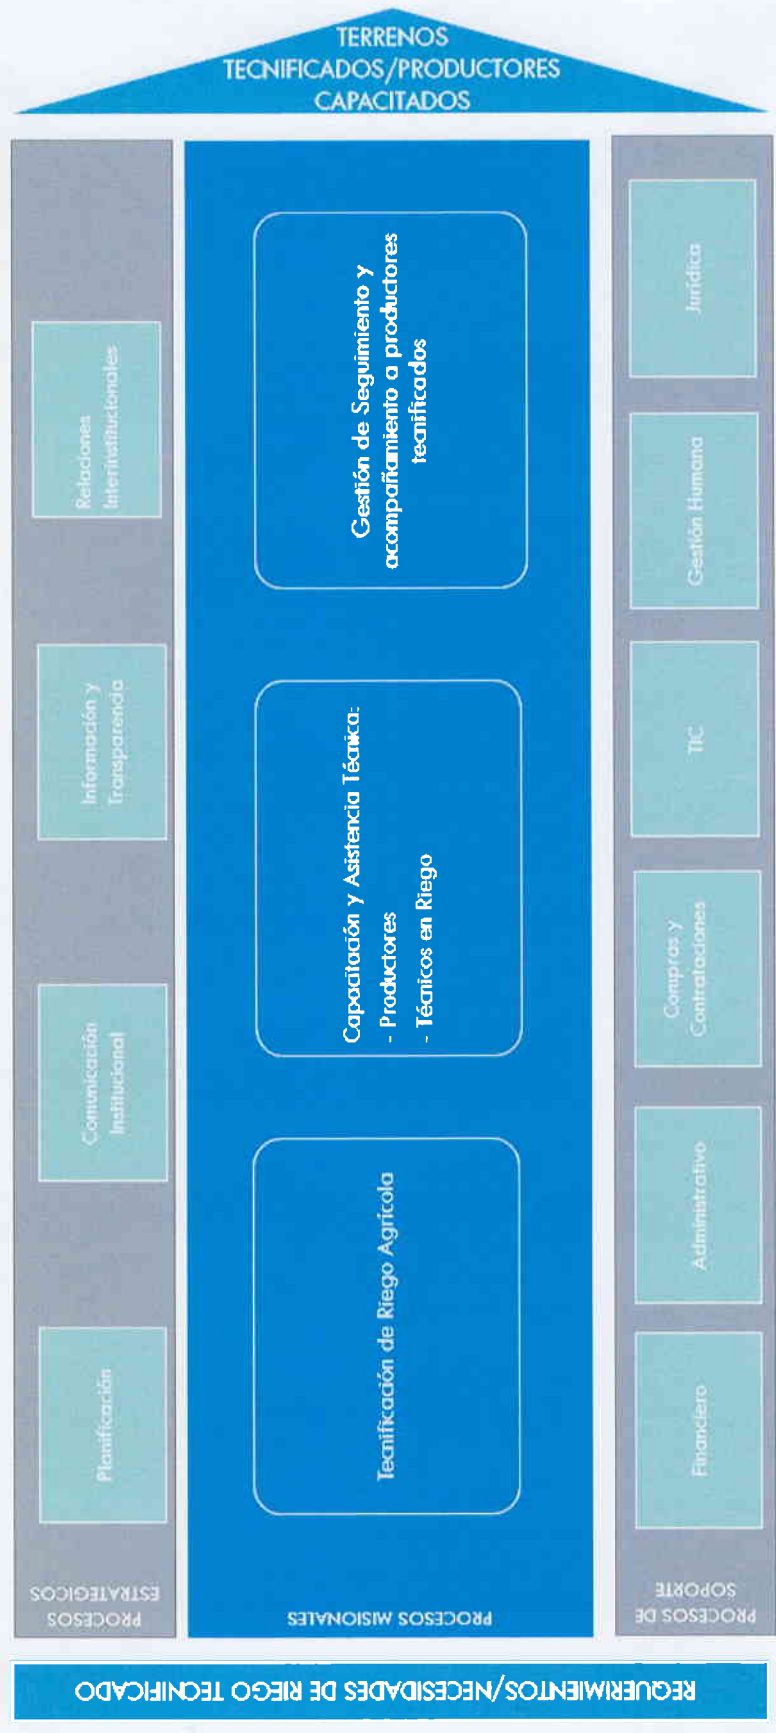 TERRENOS
TECNIFICADOS/PRODUCTORES
CAPACITADOS
PROCESOS
ESTRATEGICOS
Planificación
Comunicación
Institucional
Información y
Transparencia
Relaciones
Interinstitucionales
PROCESOS MISIONALES
Tecnificación de Riego Agrícola
Capacitación y Asistencia Técnica:
- Productores
- Técnicos en Riego
Gestión de Seguimiento y
acompañamiento a productores
tecnificados
PROCESOS DE
SOPORTE
Financiero
Administrativo
Compras y
Contrataciones
TIC
Gestión Humana
Jurídica
REQUERIMIENTOS/NECESIDADES DE RIEGO TECNIFICADO